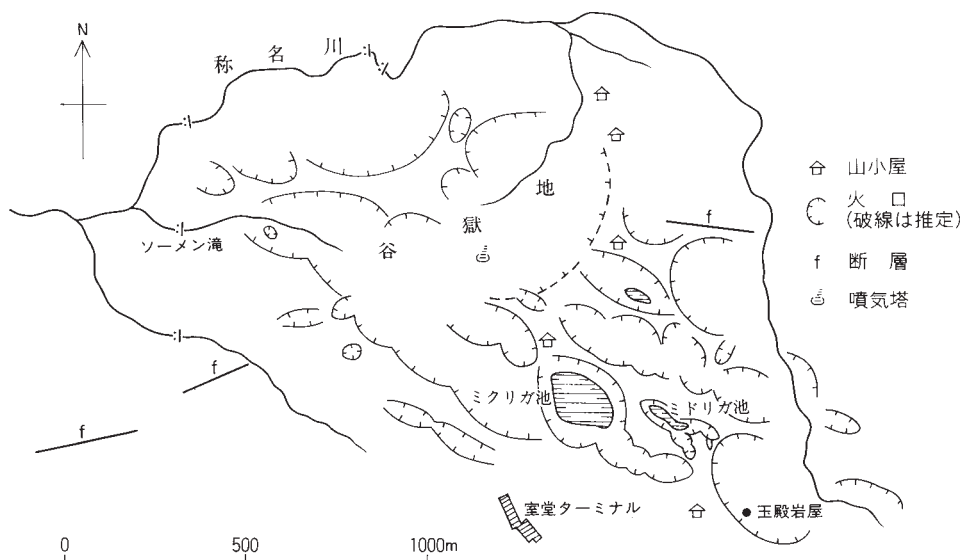 N
称名川
地獄谷
ソーメン滝
ミクリガ池
ミドリガ池
室堂ターミナル
玉殿岩屋
f
f
f
山小屋
火口
(破線は推定)
f 断層
噴気塔
0 500 1000m